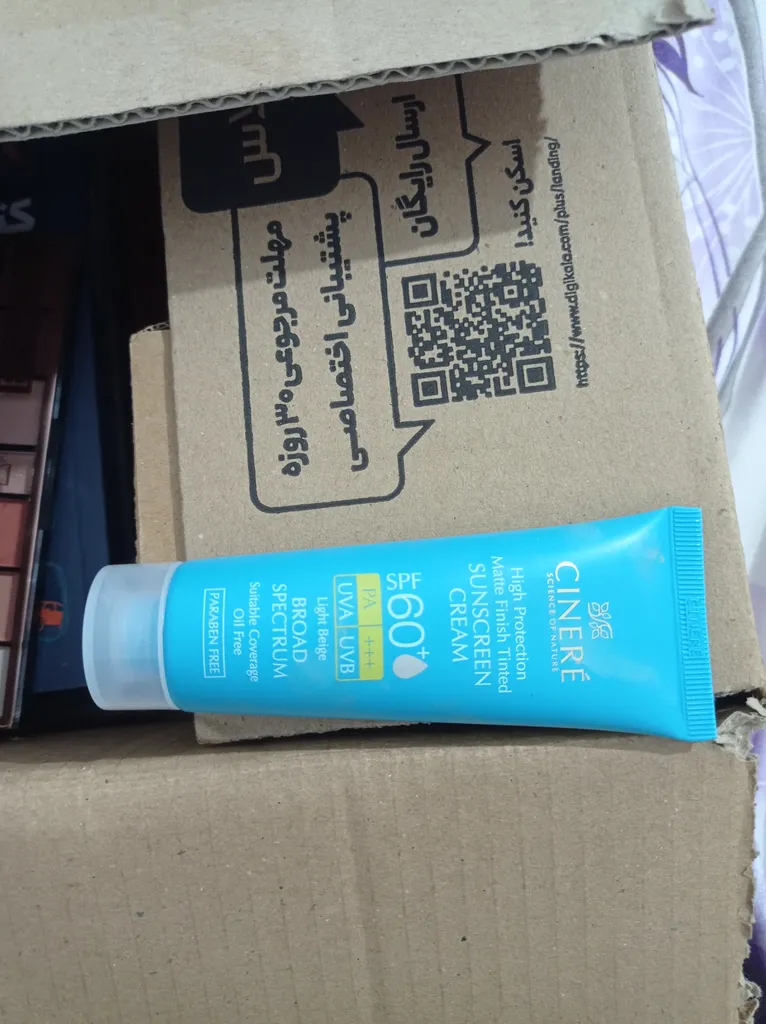 CINERÉ
SCIENCE OF NATURE
High Protection
Matte Finish Tinted
SUNSCREEN
CREAM
SPF
60+
PA +++
UVA UVB
Light Beige
BROAD
SPECTRUM
Suitable Coverage
Oil Free
PARABEN FREE
ارسال رایگان
مهلت مرجوعی ۳۰ روزه
پشتیبانی اختصاصی
اسکن کنید!
https://www.digikala.com/plus/landing/